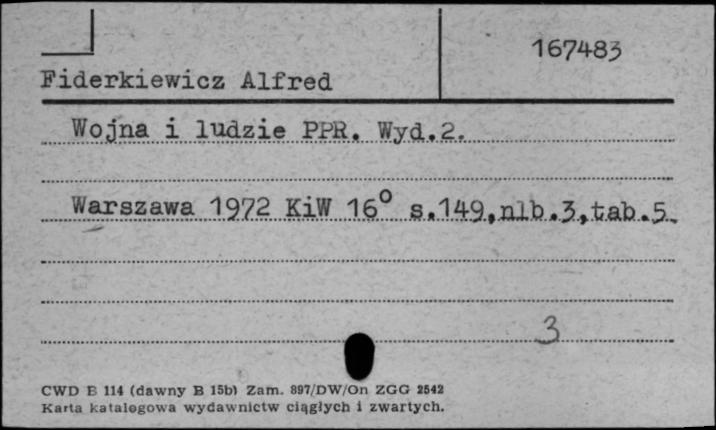 167483
Fiderkiewicz Alfred
Wojna i ludzie PPR. Wyd.2.
Warszawa 1972 KiW 16° s.149,nlb.3,tab.5.
3
CWD B 114 (dawny B 15b) Zam. 897/DW/On ZGG 2542
Karta katalogowa wydawnictw ciągłych i zwartych.